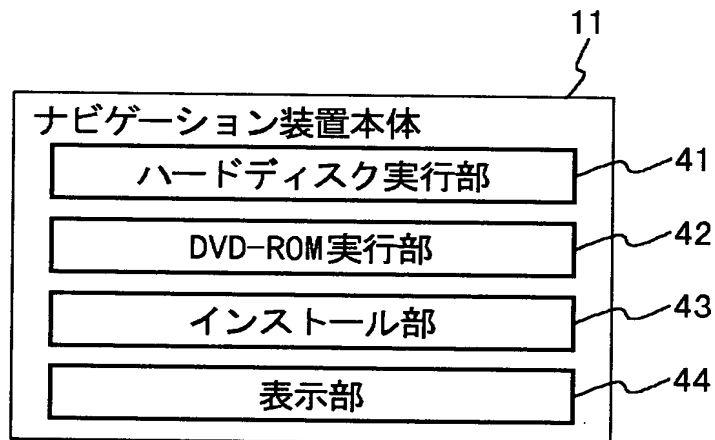 11
ナビゲーション装置本体
ハードディスク実行部
41
DVD-ROM実行部
42
インストール部
43
表示部
44